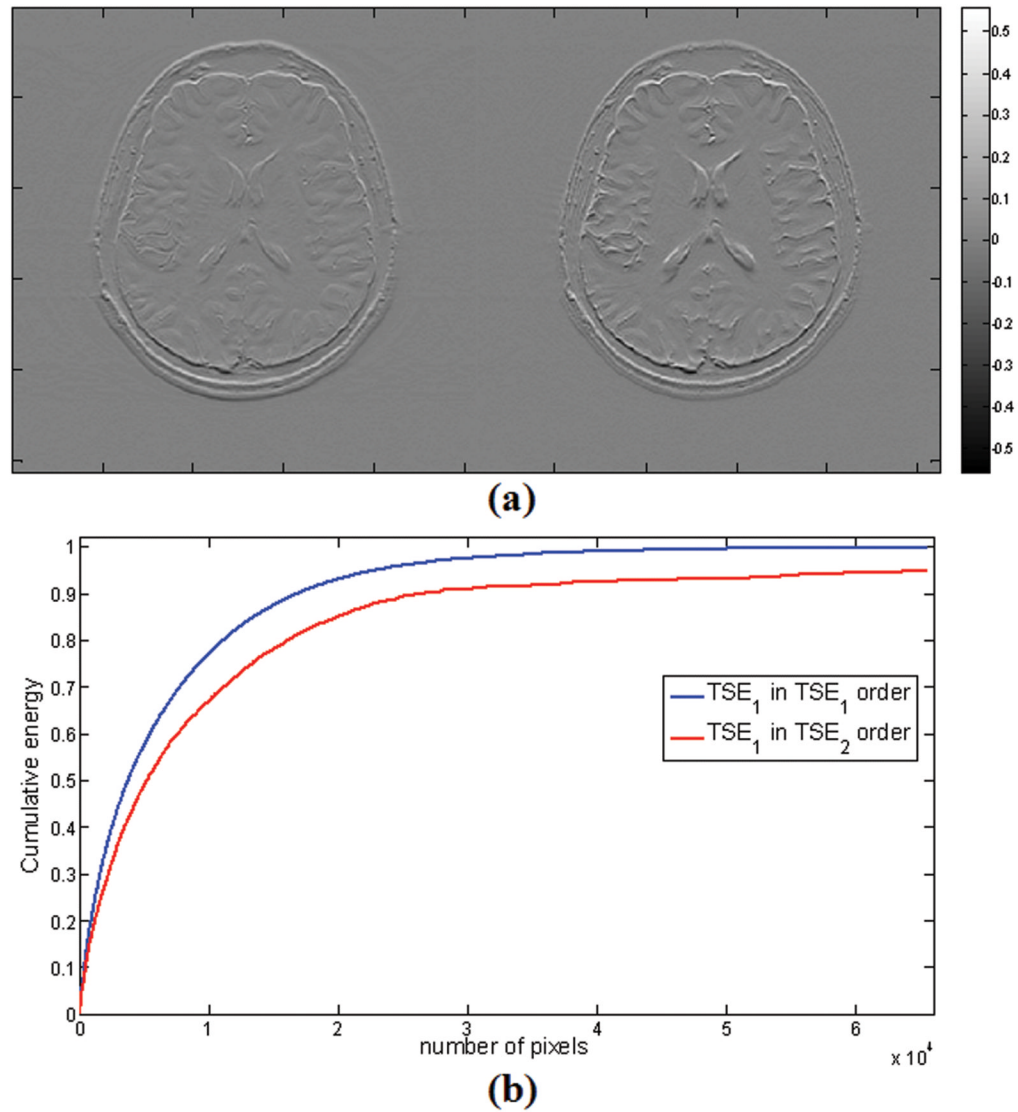 0.5
0.4
0.3
0.2
0.1
0
-0.1
-0.2
-0.3
-0.4
-0.5
(a)
1
0.9
0.8
0.7
0.6
0.5
0.4
0.3
0.2
0.1
0
Cumulative energy
TSE₁ in TSE₁ order
TSE₁ in TSE₂ order
0 1 2 3 4 5 6
number of pixels
x 10⁴
(b)